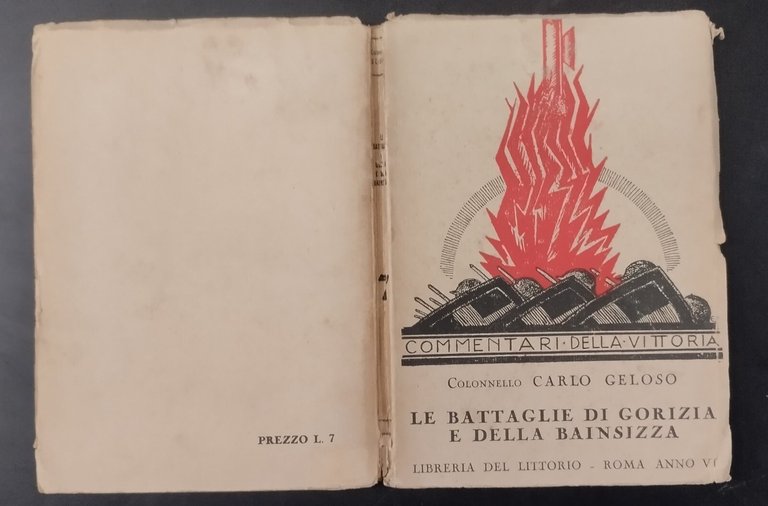 PREZZO L. 7
COMMENTARI·DELLA·VITTORIA
COLONNELLO CARLO GELOSO
LE BATTAGLIE DI GORIZIA
E DELLA BAINSIZZA
LIBRERIA DEL LITTORIO - ROMA ANNO VI